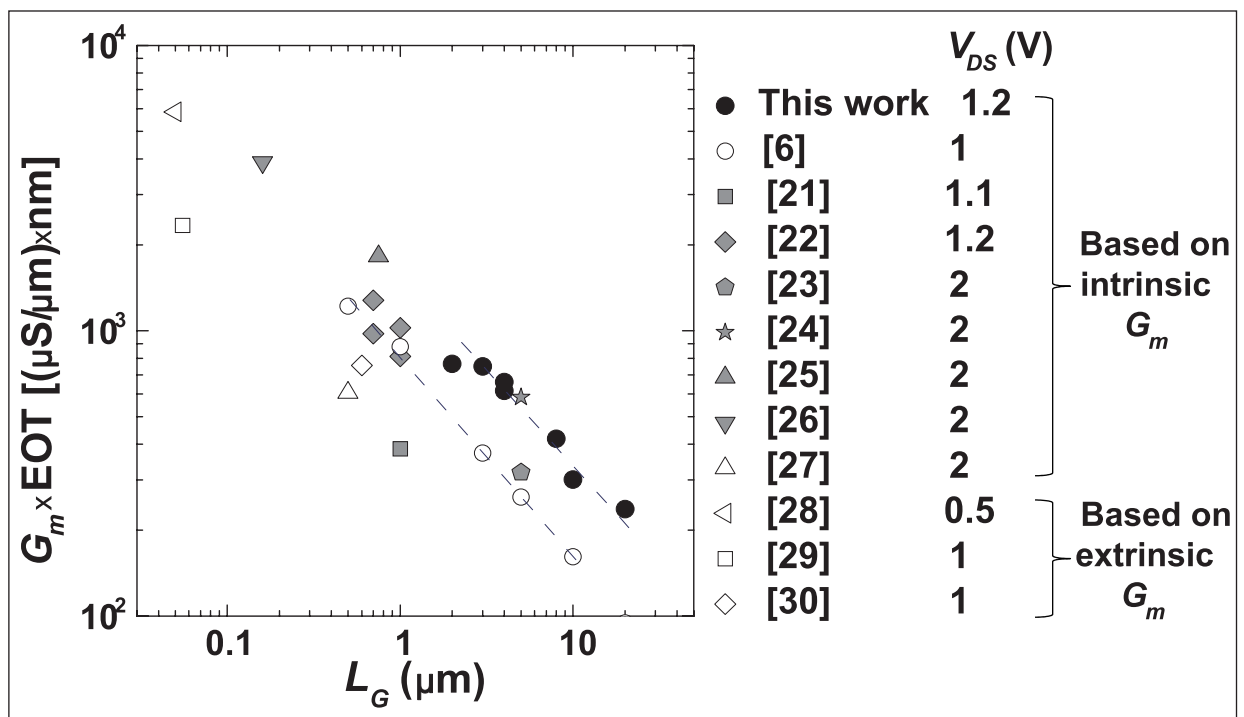 V_DS (V)
This work 1.2
[6] 1
[21] 1.1
[22] 1.2
[23] 2
[24] 2
[25] 2
[26] 2
[27] 2
[28] 0.5
[29] 1
[30] 1
Based on
intrinsic
G_m
Based on
extrinsic
G_m
G_m x EOT [(μS/μm)xnm]
10^4
10^3
10^2
0.1 1 10
L_G (μm)